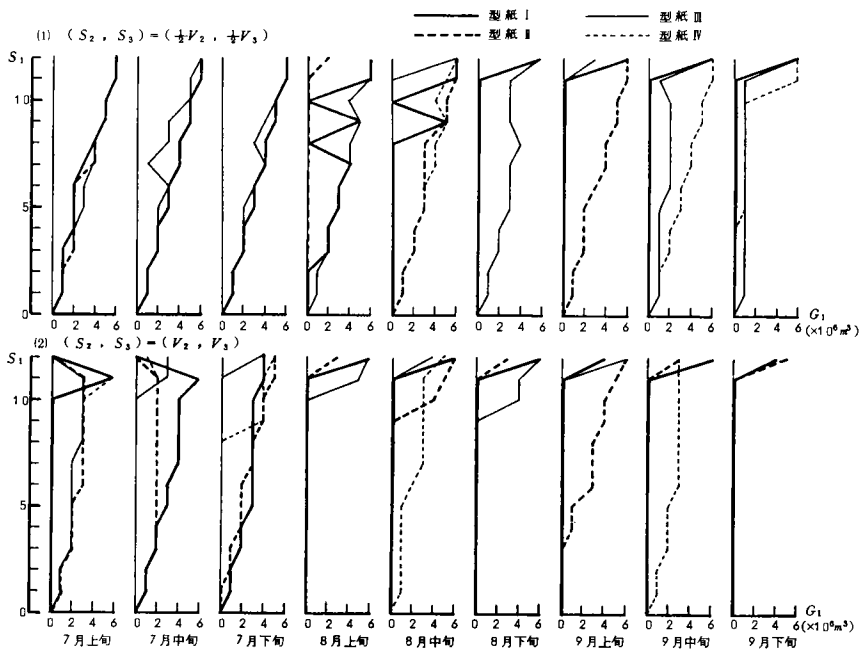 型紙 I 型紙 III
型紙 II 型紙 IV
(1) ( S₂ , S₃ ) = ( ½V₂ , ½V₃ )
S₁
10
5
0
0 2 4 6 0 2 4 6 0 2 4 6 0 2 4 6 0 2 4 6 0 2 4 6 0 2 4 6 0 2 4 6 0 2 4 6
G₁
(×10⁶m³)
(2) ( S₂ , S₃ ) = ( V₂ , V₃ )
S₁
10
5
0
0 2 4 6 0 2 4 6 0 2 4 6 0 2 4 6 0 2 4 6 0 2 4 6 0 2 4 6 0 2 4 6 0 2 4 6
G₁
(×10⁶m³)
7月上旬 7月中旬 7月下旬 8月上旬 8月中旬 8月下旬 9月上旬 9月中旬 9月下旬